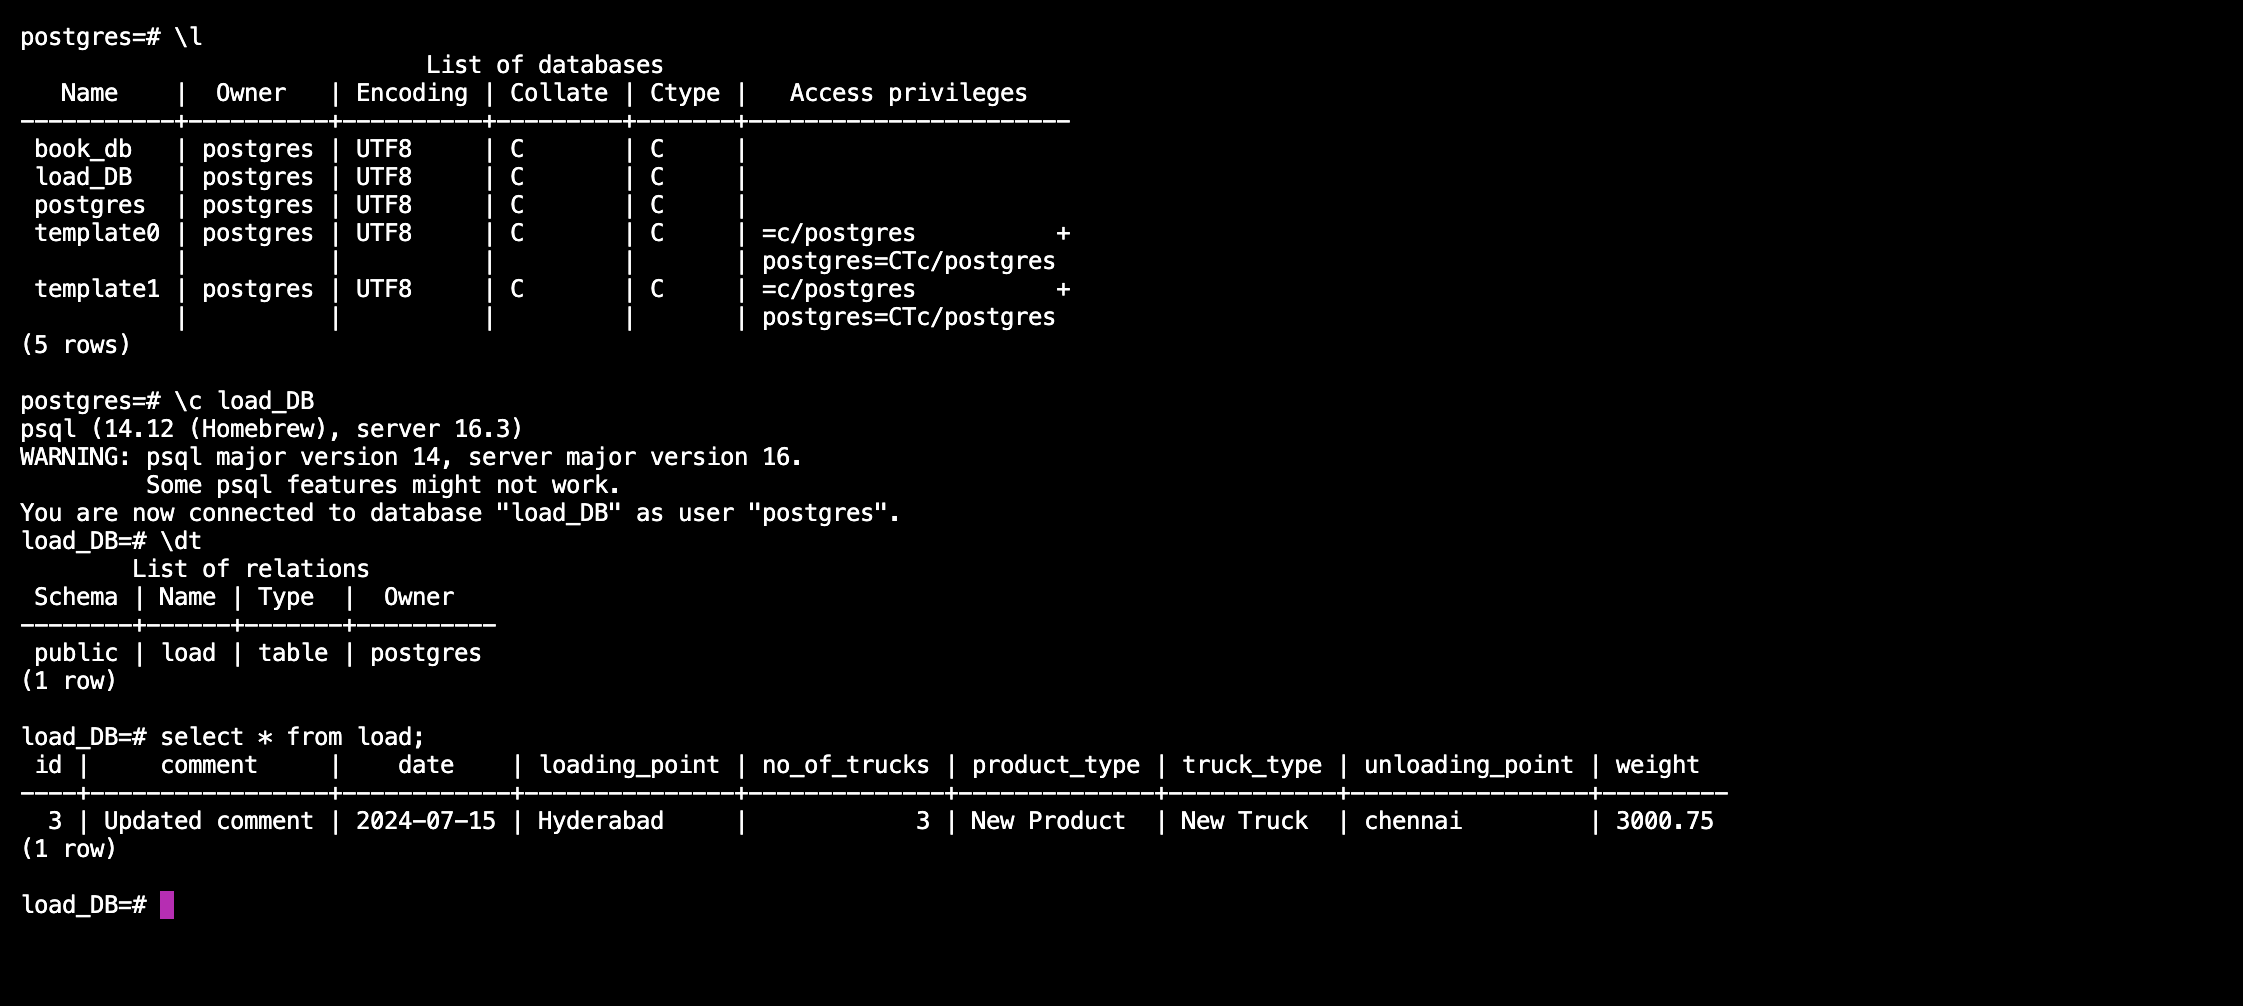 postgres=# \l
                             List of databases
   Name    |  Owner   | Encoding | Collate | Ctype |   Access privileges
-----------+----------+----------+---------+-------+-----------------------
 book_db   | postgres | UTF8     | C       | C     |
 load_DB   | postgres | UTF8     | C       | C     |
 postgres  | postgres | UTF8     | C       | C     |
 template0 | postgres | UTF8     | C       | C     | =c/postgres          +
           |          |          |         |       | postgres=CTc/postgres
 template1 | postgres | UTF8     | C       | C     | =c/postgres          +
           |          |          |         |       | postgres=CTc/postgres
(5 rows)

postgres=# \c load_DB
psql (14.12 (Homebrew), server 16.3)
WARNING: psql major version 14, server major version 16.
         Some psql features might not work.
You are now connected to database "load_DB" as user "postgres".
load_DB=# \dt
        List of relations
 Schema | Name | Type  |  Owner
--------+------+-------+----------
 public | load | table | postgres
(1 row)

load_DB=# select * from load;
 id |     comment     |    date    | loading_point | no_of_trucks | product_type | truck_type | unloading_point | weight
----+-----------------+------------+---------------+--------------+--------------+------------+-----------------+---------
  3 | Updated comment | 2024-07-15 | Hyderabad     |            3 | New Product  | New Truck  | chennai         | 3000.75
(1 row)

load_DB=#